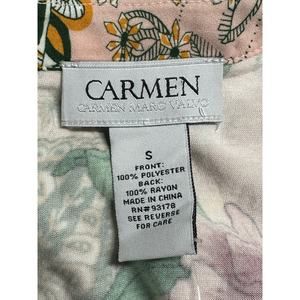 CARMEN
CARMEN MARC VALVO
S
FRONT:
100% POLYESTER
BACK:
100% RAYON
MADE IN CHINA
RN#93178
SEE REVERSE
FOR CARE